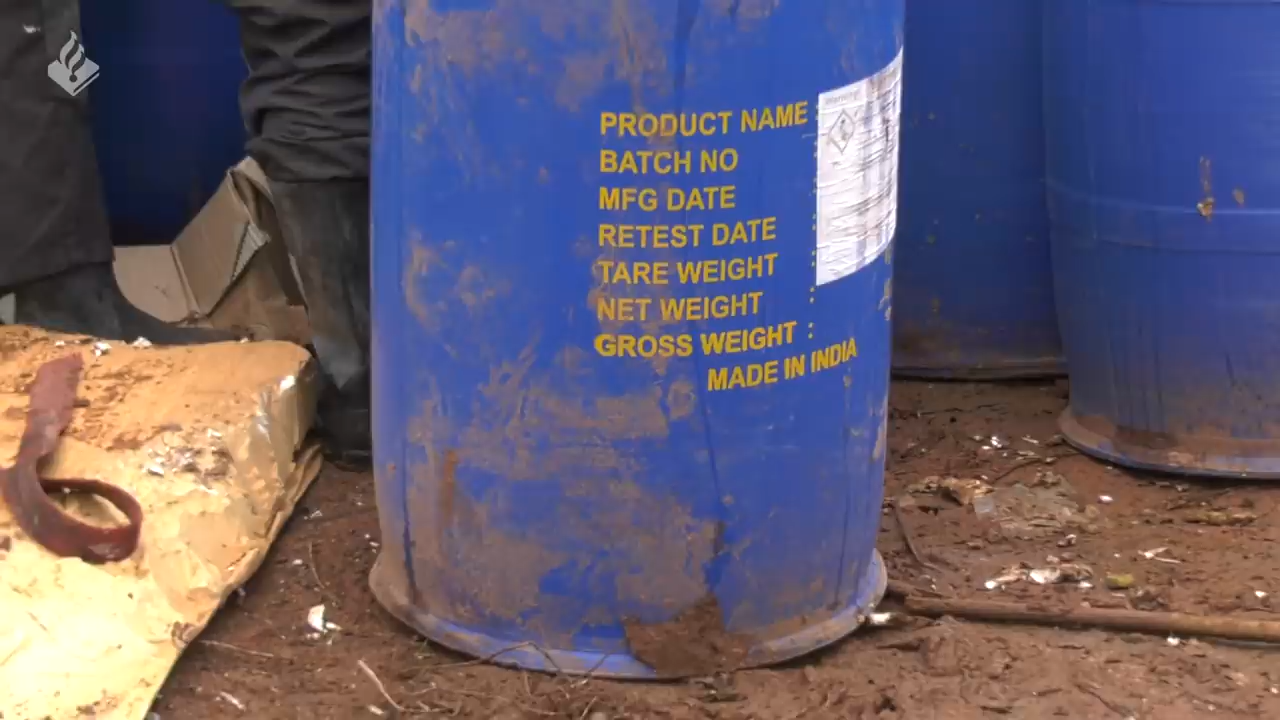 PRODUCT NAME :
BATCH NO
MFG DATE
RETEST DATE :
TARE WEIGHT :
NET WEIGHT :
GROSS WEIGHT :
MADE IN INDIA